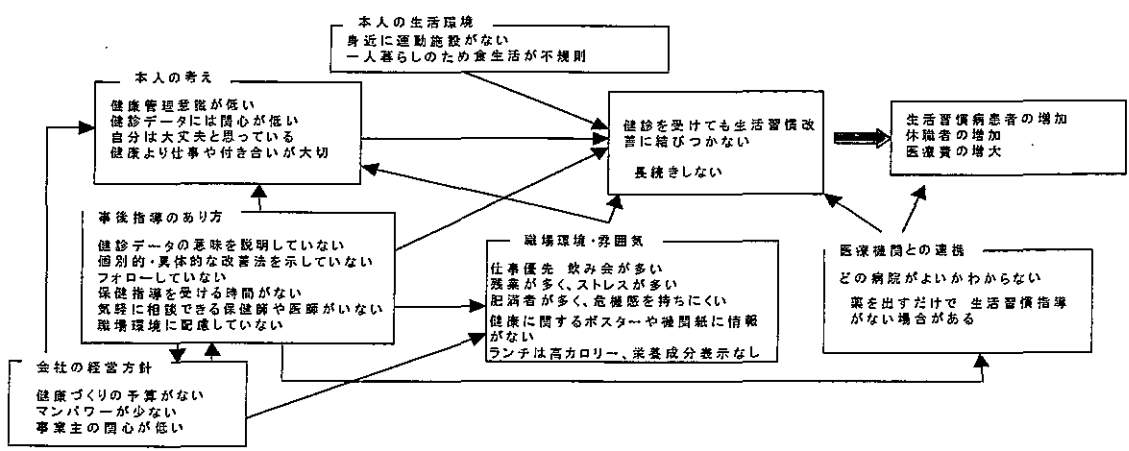 本人の生活環境
身近に運動施設がない
一人暮らしのため食生活が不規則
本人の考え
健康管理意識が低い
健診データには関心が低い
自分は大丈夫と思っている
健康より仕事や付き合いが大切
健診を受けても生活習慣改
善に結びつかない
長続きしない
生活習慣病患者の増加
休職者の増加
医療費の増大
事後指導のあり方
健診データの意味を説明していない
個別的・具体的な改善法を示していない
フォローしていない
保健指導を受ける時間がない
気軽に相談できる保健師や医師がいない
職場環境に配慮していない
職場環境・雰囲気
仕事優先 飲み会が多い
残業が多く、ストレスが多い
肥満者が多く、危機感を持ちにくい
健康に関するポスターや機関紙に情報
がない
ランチは高カロリー、栄養成分表示なし
医療機関との連携
どの病院がよいかわからない
薬を出すだけで 生活習慣指導
がない場合がある
会社の経営方針
健康づくりの予算がない
マンパワーが少ない
事業主の関心が低い